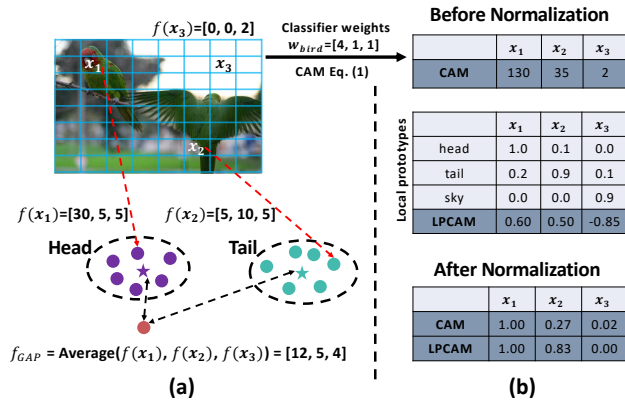 f(x₃)=[0, 0, 2]
Classifier weights
w_bird=[4, 1, 1]
CAM Eq. (1)
x₁
x₃
x₂
f(x₁)=[30, 5, 5]
f(x₂)=[5, 10, 5]
Head
Tail
f_GAP = Average(f(x₁), f(x₂), f(x₃)) = [12, 5, 4]
(a)
Before Normalization
x₁ x₂ x₃
CAM 130 35 2
Local prototypes
x₁ x₂ x₃
head 1.0 0.1 0.0
tail 0.2 0.9 0.1
sky 0.0 0.0 0.9
LPCAM 0.60 0.50 -0.85
After Normalization
x₁ x₂ x₃
CAM 1.00 0.27 0.02
LPCAM 1.00 0.83 0.00
(b)